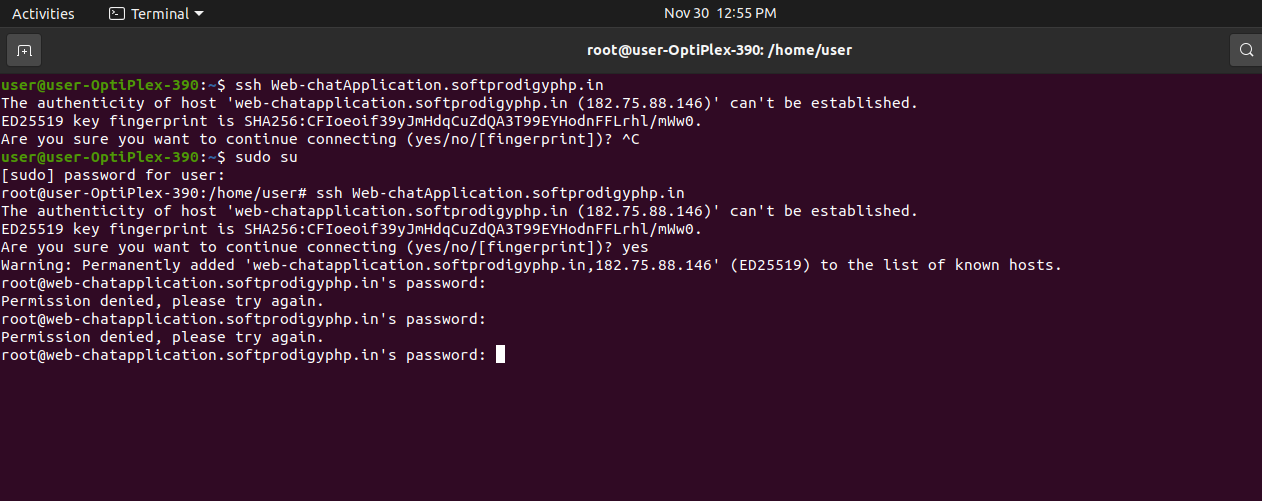 Activities Terminal Nov 30 12:55 PM
root@user-OptiPlex-390: /home/user
user@user-OptiPlex-390:~$ ssh Web-chatApplication.softprodigyphp.in
The authenticity of host 'web-chatapplication.softprodigyphp.in (182.75.88.146)' can't be established.
ED25519 key fingerprint is SHA256:CFIoeoif39yJmHdqCuZdQA3T99EYHodnFFLrhl/mWw0.
Are you sure you want to continue connecting (yes/no/[fingerprint])? ^C
user@user-OptiPlex-390:~$ sudo su
[sudo] password for user:
root@user-OptiPlex-390:/home/user# ssh Web-chatApplication.softprodigyphp.in
The authenticity of host 'web-chatapplication.softprodigyphp.in (182.75.88.146)' can't be established.
ED25519 key fingerprint is SHA256:CFIoeoif39yJmHdqCuZdQA3T99EYHodnFFLrhl/mWw0.
Are you sure you want to continue connecting (yes/no/[fingerprint])? yes
Warning: Permanently added 'web-chatapplication.softprodigyphp.in,182.75.88.146' (ED25519) to the list of known hosts.
root@web-chatapplication.softprodigyphp.in's password:
Permission denied, please try again.
root@web-chatapplication.softprodigyphp.in's password:
Permission denied, please try again.
root@web-chatapplication.softprodigyphp.in's password: